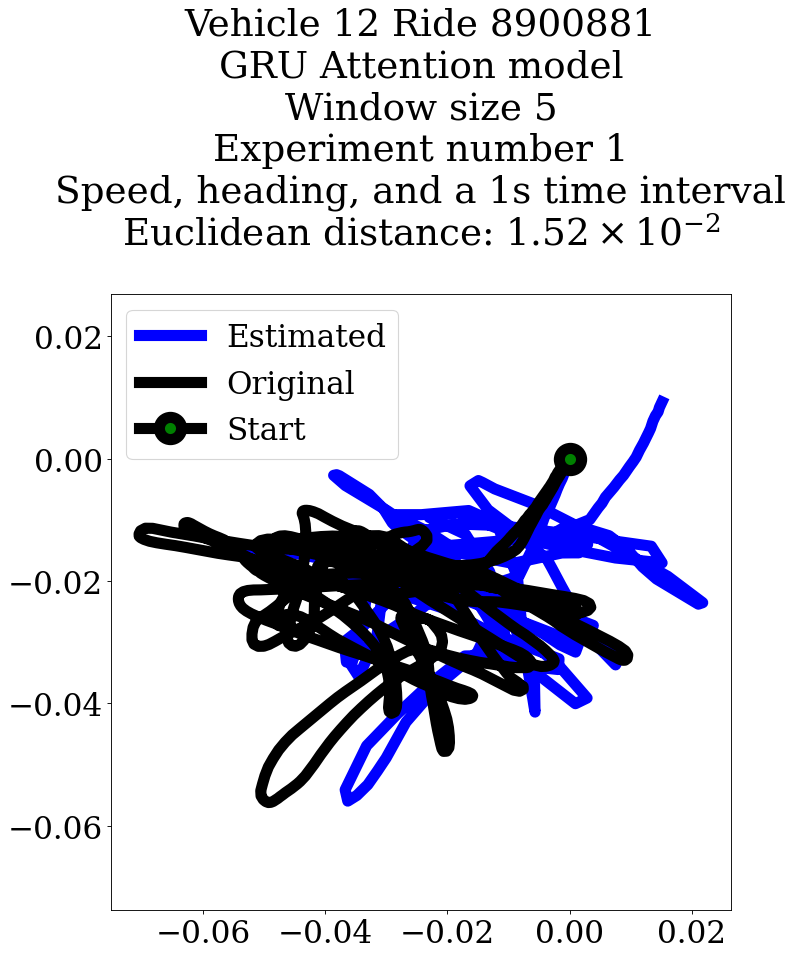 Vehicle 12 Ride 8900881
GRU Attention model
Window size 5
Experiment number 1
Speed, heading, and a 1s time interval
Euclidean distance: 1.52 × 10⁻²
Estimated
Original
Start
0.02
0.00
−0.02
−0.04
−0.06
−0.06 −0.04 −0.02 0.00 0.02